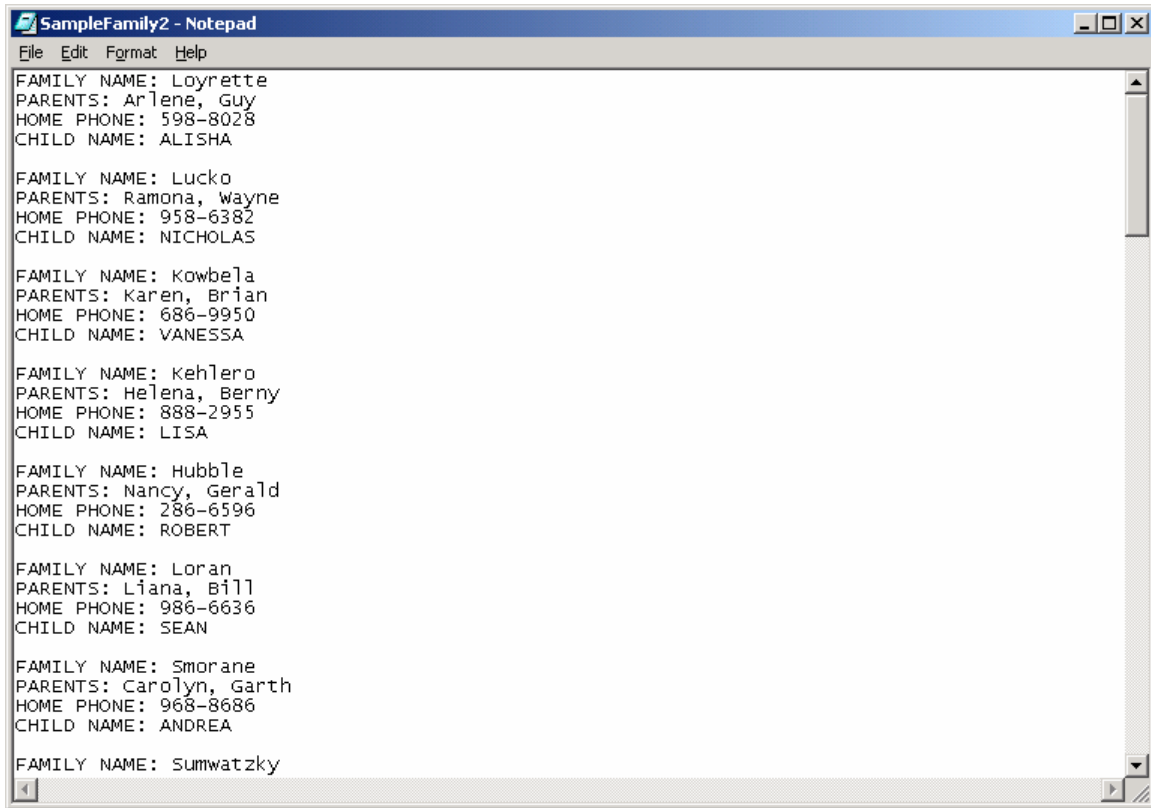 SampleFamily2 - Notepad
File Edit Format Help
FAMILY NAME: Loyrette
PARENTS: Arlene, Guy
HOME PHONE: 598-8028
CHILD NAME: ALISHA
FAMILY NAME: Lucko
PARENTS: Ramona, Wayne
HOME PHONE: 958-6382
CHILD NAME: NICHOLAS
FAMILY NAME: Kowbela
PARENTS: Karen, Brian
HOME PHONE: 686-9950
CHILD NAME: VANESSA
FAMILY NAME: Kehlero
PARENTS: Helena, Berny
HOME PHONE: 888-2955
CHILD NAME: LISA
FAMILY NAME: Hubble
PARENTS: Nancy, Gerald
HOME PHONE: 286-6596
CHILD NAME: ROBERT
FAMILY NAME: Loran
PARENTS: Liana, Bill
HOME PHONE: 986-6636
CHILD NAME: SEAN
FAMILY NAME: Smorane
PARENTS: Carolyn, Garth
HOME PHONE: 968-8686
CHILD NAME: ANDREA
FAMILY NAME: Sumwatzky